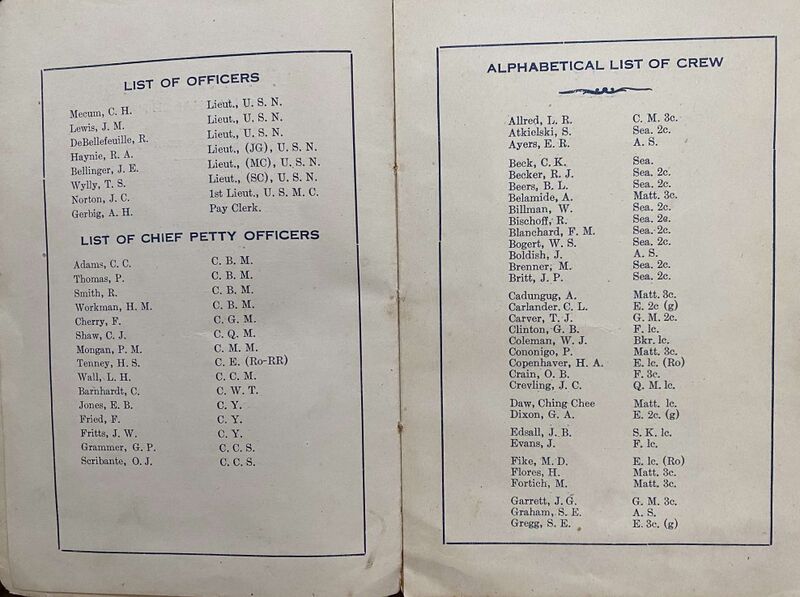 LIST OF OFFICERS
Mecum, C. H. Lieut., U. S. N.
Lewis, J. M. Lieut., U. S. N.
DeBellefeuille, R. Lieut., U. S. N.
Haynie, R. A. Lieut., (JG), U. S. N.
Bellinger, J. E. Lieut., (MC), U. S. N.
Wylly, T. S. Lieut., (SC), U. S. N.
Norton, J. C. 1st Lieut., U. S. M. C.
Gerbig, A. H. Pay Clerk.
LIST OF CHIEF PETTY OFFICERS
Adams, C. C. C. B. M.
Thomas, P. C. B. M.
Smith, R. C. B. M.
Workman, H. M. C. B. M.
Cherry, F. C. G. M.
Shaw, C. J. C. Q. M.
Mongan, P. M. C. M. M.
Tenney, H. S. C. E. (Ro-RR)
Wall, L. H. C. C. M.
Barnhardt, C. C. W. T.
Jones, E. B. C. Y.
Fried, F. C. Y.
Fritts, J. W. C. Y.
Grammer, G. P. C. C. S.
Scribante, O. J. C. C. S.
ALPHABETICAL LIST OF CREW
Allred, L. R. C. M. 3c.
Atkielski, S. Sea. 2c.
Ayers, E. R. A. S.
Beck, C. K. Sea.
Becker, R. J. Sea. 2c.
Beers, B. L. Sea. 2c.
Belamide, A. Matt. 3c.
Billman, W. Sea. 2c.
Bischoff, R. Sea. 2c.
Blanchard, F. M. Sea. 2c.
Bogert, W. S. Sea. 2c.
Boldish, J. A. S.
Brenner, M. Sea. 2c.
Britt, J. P. Sea. 2c.
Cadungug, A. Matt. 3c.
Carlander. C. L. E. 2c (g)
Carver, T. J. G. M. 2c.
Clinton, G. B. F. 1c.
Coleman, W. J. Bkr. 1c.
Cononigo, P. Matt. 3c.
Copenhaver, H. A. E. 1c. (Ro)
Crain, O. B. F. 3c.
Crevling, J. C. Q. M. 1c.
Daw, Ching Chee Matt. 1c.
Dixon, G. A. E. 2c. (g)
Edsall, J. B. S. K. 1c.
Evans, J. F. 1c.
Fike, M. D. E. 1c. (Ro)
Flores, H. Matt. 3c.
Fortich, M. Matt. 3c.
Garrett, J. G. G. M. 3c.
Graham, S. E. A. S.
Gregg, S. E. E. 3c. (g)